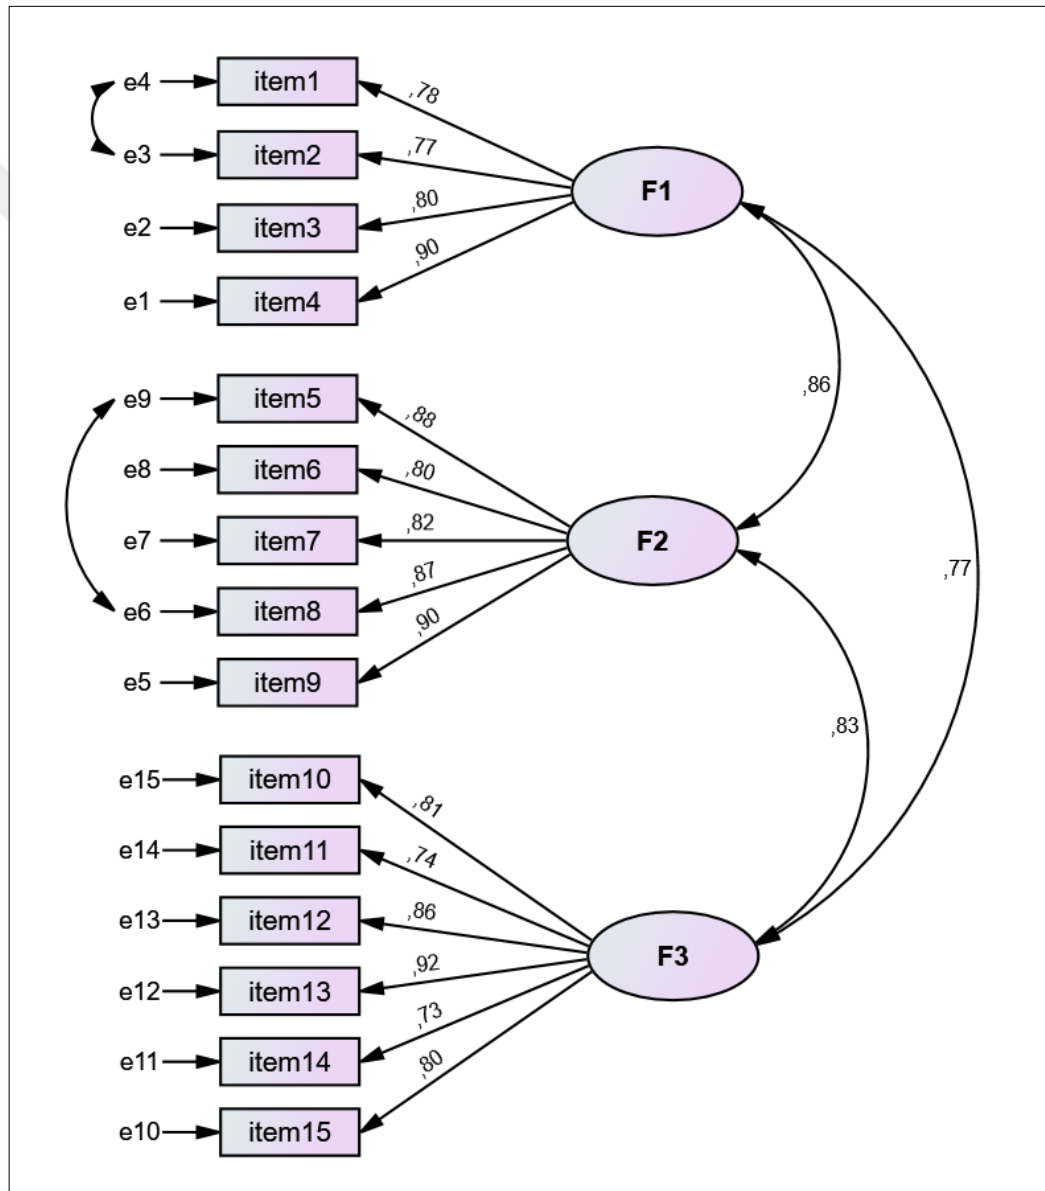 e4 item1 ,78
e3 item2 ,77
F1
e2 item3 ,80
e1 item4 ,90
,86
e9 item5 ,88
e8 item6 ,80
e7 item7 ,82
F2
,77
e6 item8 ,87
e5 item9 ,90
,83
e15 item10 ,81
e14 item11 ,74
e13 item12 ,86
F3
e12 item13 ,92
e11 item14 ,73
e10 item15 ,80